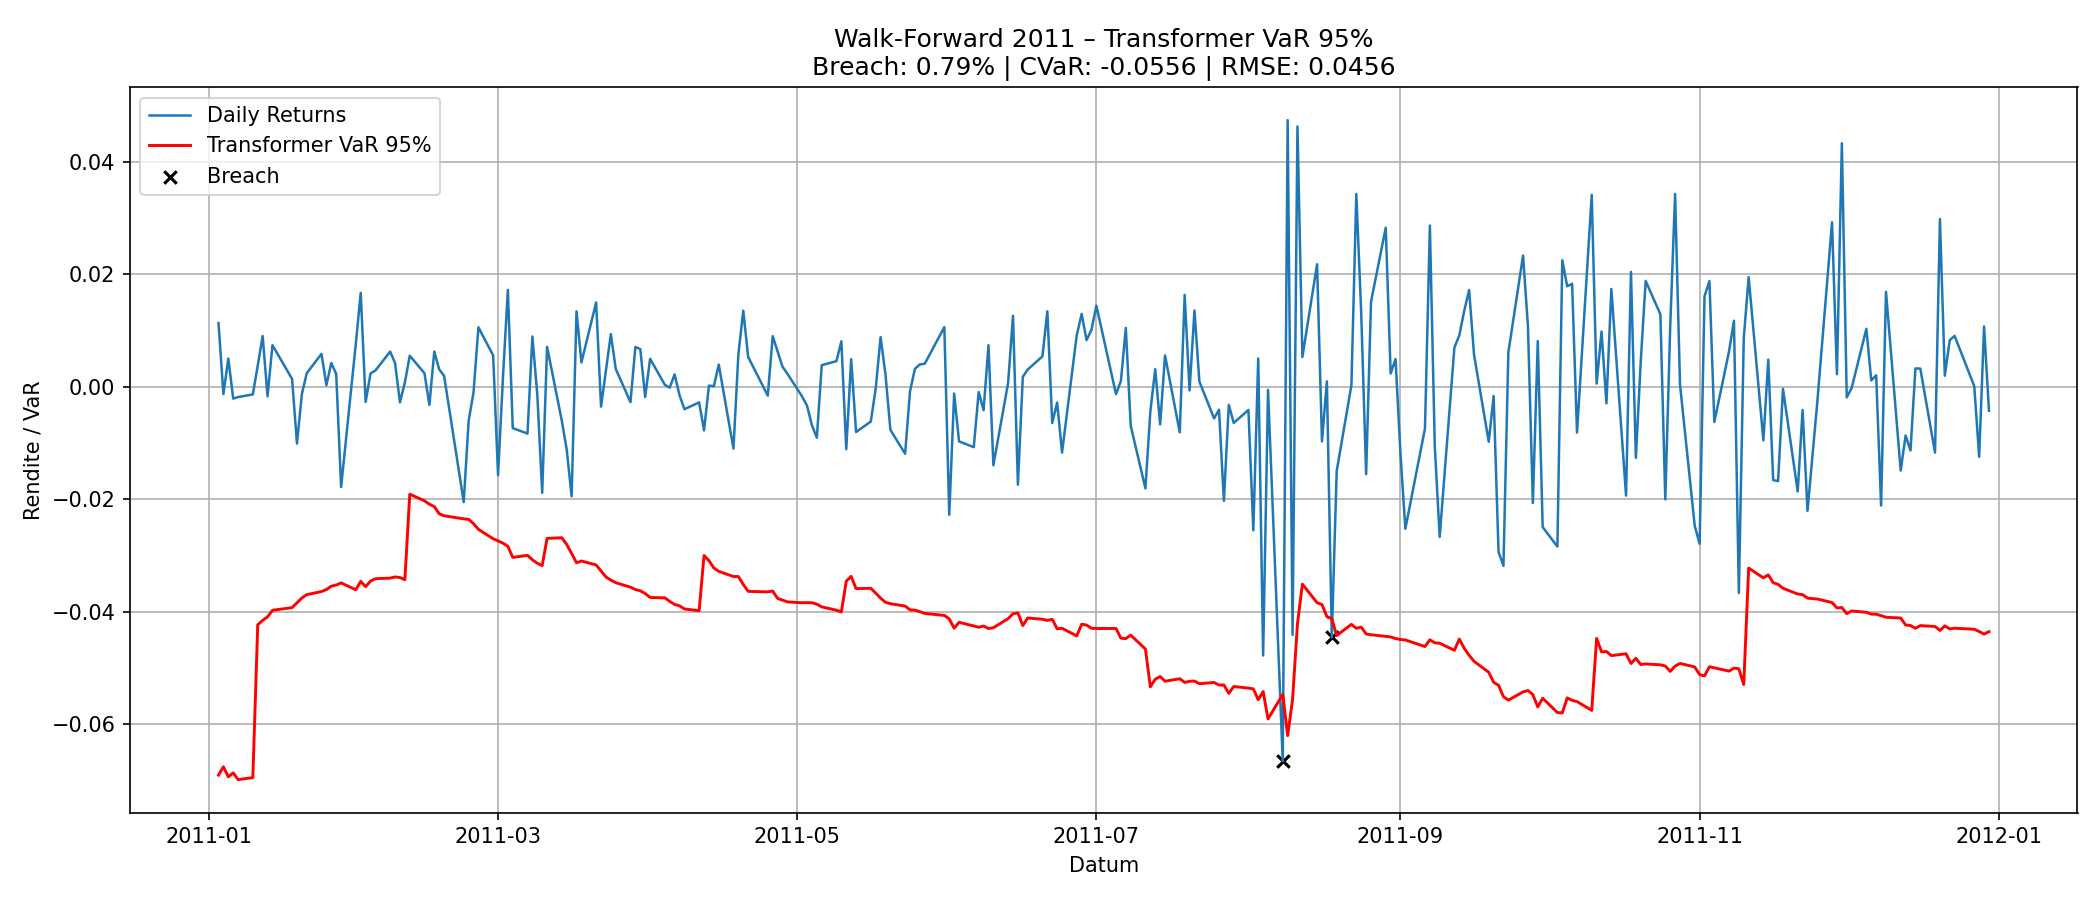 Walk-Forward 2011 – Transformer VaR 95%
Breach: 0.79% | CVaR: -0.0556 | RMSE: 0.0456
Daily Returns
Transformer VaR 95%
Breach
0.04
0.02
0.00
−0.02
−0.04
−0.06
Rendite / VaR
2011-01 2011-03 2011-05 2011-07 2011-09 2011-11 2012-01
Datum